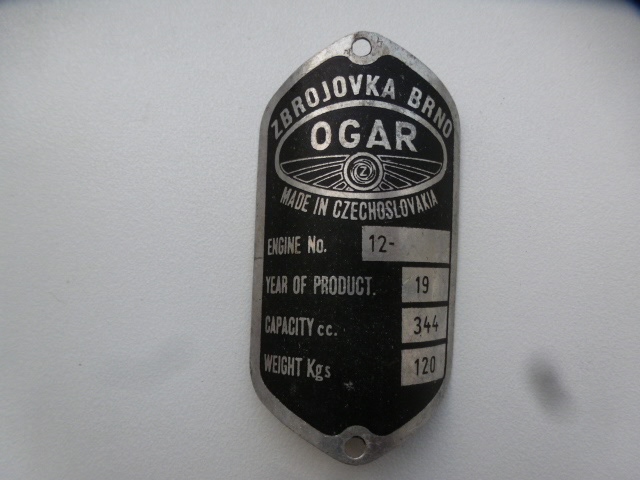 ZBROJOVKA BRNO
OGAR
Z
MADE IN CZECHOSLOVAKIA
ENGINE No. 12-
YEAR OF PRODUCT. 19
CAPACITY cc. 344
WEIGHT Kgs 120